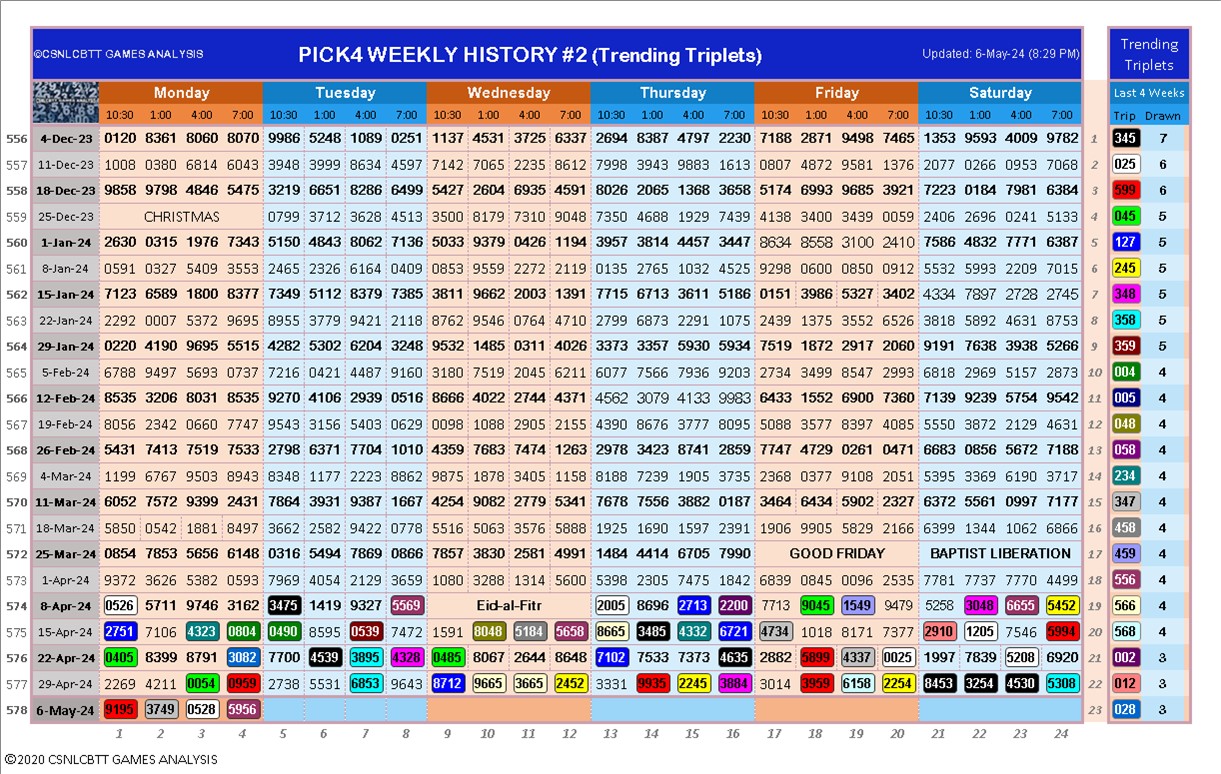 ©CSNLCBTT GAMES ANALYSIS PICK4 WEEKLY HISTORY #2 (Trending Triplets) Updated: 6-May-24 (8:29 PM) Trending Triplets
Monday Tuesday Wednesday Thursday Friday Saturday Last 4 Weeks
10:30 1:00 4:00 7:00 10:30 1:00 4:00 7:00 10:30 1:00 4:00 7:00 10:30 1:00 4:00 7:00 10:30 1:00 4:00 7:00 10:30 1:00 4:00 7:00 Trip Drawn
556 4-Dec-23 0120 8361 8060 8070 9986 5248 1089 0251 1137 4531 3725 6337 2694 8387 4797 2230 7188 2871 9498 7465 1353 9593 4009 9782 1 345 7
557 11-Dec-23 1008 0380 6814 6043 3948 3999 8634 4597 7142 7065 2235 8612 7998 3943 9883 1613 0807 4872 9581 1376 2077 0266 0953 7068 2 025 6
558 18-Dec-23 9858 9798 4846 5475 3219 6651 8286 6499 5427 2604 6935 4591 8026 2065 1368 3658 5174 6993 9685 3921 7223 0184 7981 6384 3 599 6
559 25-Dec-23 CHRISTMAS 0799 3712 3628 4513 3500 8179 7310 9048 7350 4688 1929 7439 4138 3400 3439 0059 2406 2696 0241 5133 4 045 5
560 1-Jan-24 2630 0315 1976 7343 5150 4843 8062 7136 5033 9379 0426 1194 3957 3814 4457 3447 8634 8558 3100 2410 7586 4832 7771 6387 5 127 5
561 8-Jan-24 0591 0327 5409 3553 2465 2326 6164 0409 0853 9559 2272 2119 0135 2765 1032 4525 9298 0600 0850 0912 5532 5993 2209 7015 6 245 5
562 15-Jan-24 7123 6589 1800 8377 7349 5112 8379 7385 3811 9662 2003 1391 7715 6713 3611 5186 0151 3986 5327 3402 4334 7897 2728 2745 7 348 5
563 22-Jan-24 2292 0007 5372 9695 8955 3779 9421 2118 8762 9546 0764 4710 2799 6873 2291 1075 2439 1375 3552 6526 3818 5892 4631 8753 8 358 5
564 29-Jan-24 0220 4190 9695 5515 4282 5302 6204 3248 9532 1485 0311 4026 3373 3357 5930 5934 7519 1872 2917 2060 9191 7638 3938 5266 9 359 5
565 5-Feb-24 6788 9497 5693 0737 7216 0421 4487 9160 3180 7519 2045 6211 6077 7566 7936 9203 2734 3499 8547 2993 6818 2969 5157 2873 10 004 4
566 12-Feb-24 8535 3206 8031 8535 9270 4106 2939 0516 8666 4022 2744 4371 4562 3079 4133 9983 6433 1552 6900 7360 7139 9239 5754 9542 11 005 4
567 19-Feb-24 8056 2342 0660 7747 9543 3156 5403 0629 0098 1088 2905 2155 4390 8676 3777 8095 5088 3577 8397 4085 5550 3872 2129 4631 12 048 4
568 26-Feb-24 5431 7413 7519 7533 2798 6371 7704 1010 4359 7683 7474 1263 2978 3423 8741 2859 7747 4729 0261 0471 6683 0856 5672 7188 13 058 4
569 4-Mar-24 1199 6767 9503 8943 8348 1177 2223 8862 9875 1878 3405 1158 8188 7239 1305 3735 2368 0377 9108 2051 5395 3369 6190 3717 14 234 4
570 11-Mar-24 6052 7572 9399 2431 7864 3931 9387 1667 4254 9082 2779 5341 7678 7556 3882 0187 3464 6434 5902 2327 6372 5561 0997 7177 15 347 4
571 18-Mar-24 5850 0542 1881 8497 3662 2582 9422 0778 5516 5063 3576 5888 1925 1690 1597 2391 1906 9905 5829 2166 6399 1344 1062 6866 16 458 4
572 25-Mar-24 0854 7853 5656 6148 0316 5494 7869 0866 7857 3830 2581 4991 1484 4414 6705 7990 GOOD FRIDAY BAPTIST LIBERATION 17 459 4
573 1-Apr-24 9372 3626 5382 0593 7969 4054 2129 3659 1080 3288 1314 5600 5398 2305 7475 1842 6839 0845 0096 2535 7781 7737 7770 4499 18 556 4
574 8-Apr-24 0526 5711 9746 3162 3475 1419 9327 5569 Eid-al-Fitr 2005 8696 2713 2200 7713 9045 1549 9479 5258 3048 6655 5452 19 566 4
575 15-Apr-24 2751 7106 4323 0804 0490 8595 0539 7472 1591 8048 5184 5658 8665 3485 4332 6721 4734 1018 8171 7377 2910 1205 7546 5994 20 568 4
576 22-Apr-24 0405 8399 8791 3082 7700 4539 3895 4328 0485 8067 2644 8648 7102 7533 7373 4635 2882 5899 4337 0025 1997 7839 5208 6920 21 002 3
577 29-Apr-24 2269 4211 0054 0959 2738 5531 6853 9643 8712 9665 3665 2452 3331 9935 2245 3884 3014 3959 6158 2254 8453 3254 4530 5308 22 012 3
578 6-May-24 9195 3749 0528 5956 23 028 3
1 2 3 4 5 6 7 8 9 10 11 12 13 14 15 16 17 18 19 20 21 22 23 24
©2020 CSNLCBTT GAMES ANALYSIS